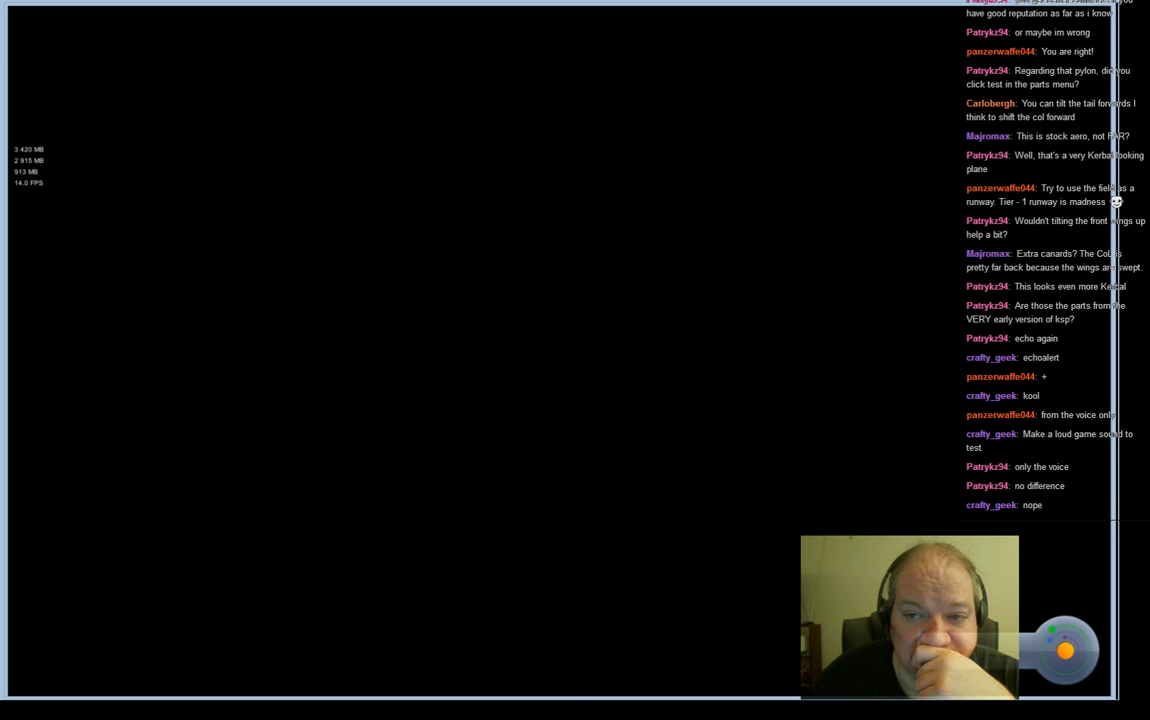 have good reputation as far as i know
Patrykz94: or maybe im wrong
panzerwaffe044: You are right!
Patrykz94: Regarding that pylon, did you
click test in the parts menu?
Carlobergh: You can tilt the tail forwards I
think to shift the col forward
Majromax: This is stock aero, not FAR?
3 420 MB
2 915 MB
913 MB
14.0 FPS
Patrykz94: Well, that's a very Kerbal looking
plane
panzerwaffe044: Try to use the field as a
runway. Tier - 1 runway is madness
Patrykz94: Wouldn't tilting the front wings up
help a bit?
Majromax: Extra canards? The CoL is
pretty far back because the wings are swept.
Patrykz94: This looks even more Kerbal
Patrykz94: Are those the parts from the
VERY early version of ksp?
Patrykz94: echo again
crafty_geek: echoalert
panzerwaffe044: +
crafty_geek: kool
panzerwaffe044: from the voice only
crafty_geek: Make a loud game sound to
test
Patrykz94: only the voice
Patrykz94: no difference
crafty_geek: nope